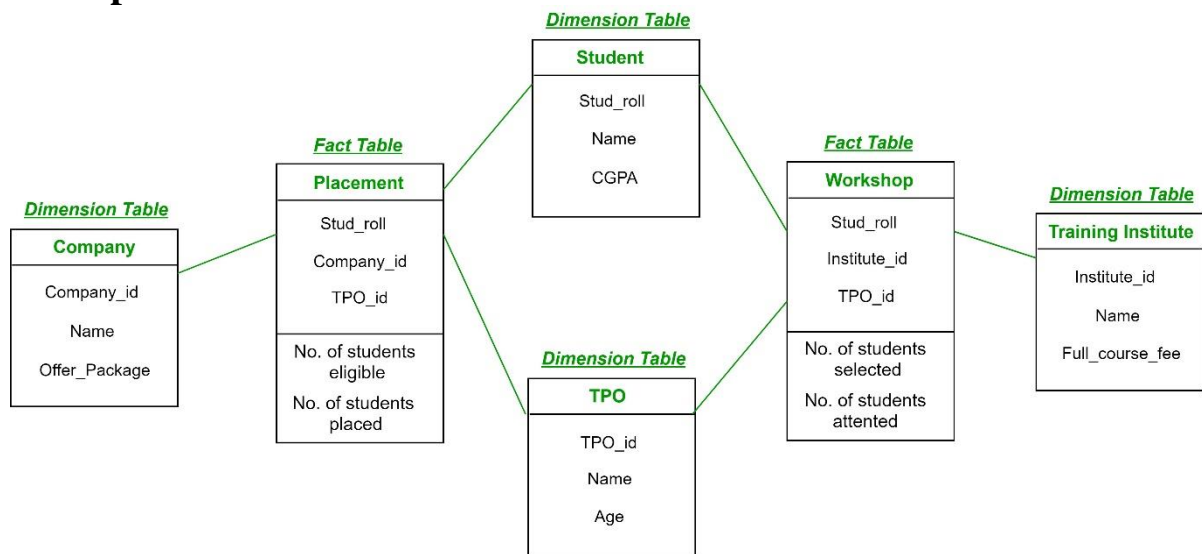 Dimension Table
Student
Stud_roll
Name
CGPA
Fact Table
Placement
Stud_roll
Company_id
TPO_id
No. of students
eligible
No. of students
placed
Fact Table
Workshop
Stud_roll
Institute_id
TPO_id
No. of students
selected
No. of students
attented
Dimension Table
Company
Company_id
Name
Offer_Package
Dimension Table
Training Institute
Institute_id
Name
Full_course_fee
Dimension Table
TPO
TPO_id
Name
Age